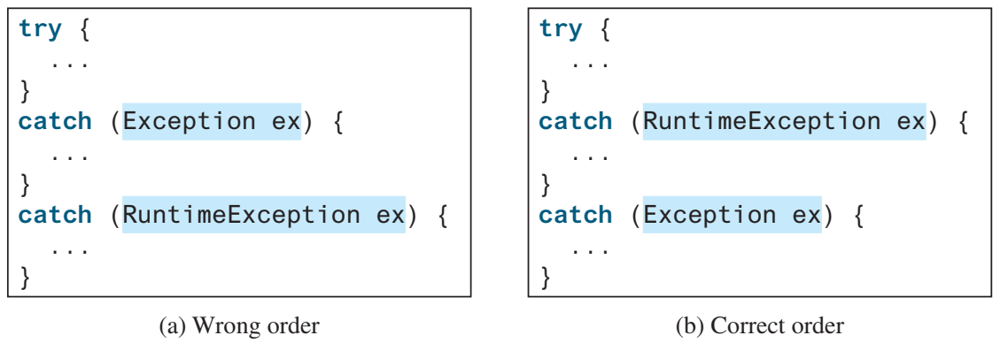 try {
  ...
}
catch (Exception ex) {
  ...
}
catch (RuntimeException ex) {
  ...
}
(a) Wrong order
try {
  ...
}
catch (RuntimeException ex) {
  ...
}
catch (Exception ex) {
  ...
}
(b) Correct order